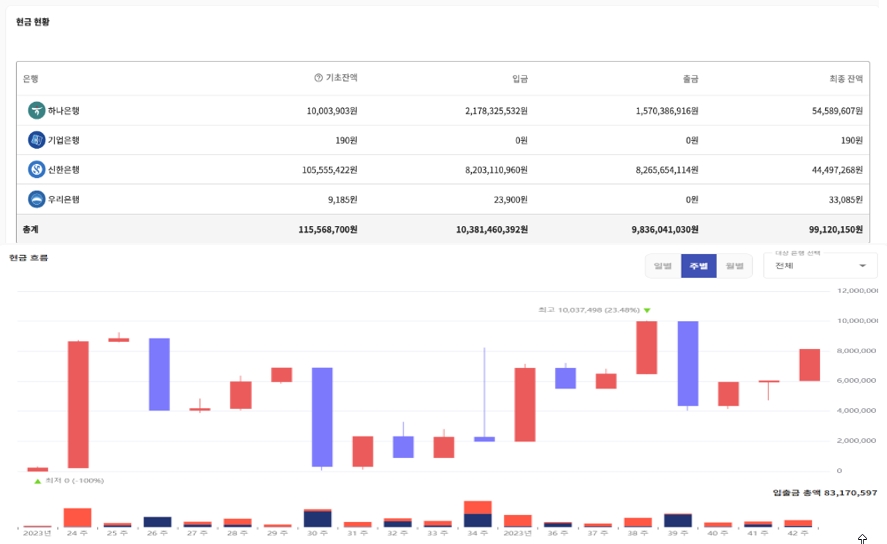 현금 현황
은행 기초잔액 입금 출금 최종 잔액
하나은행 10,003,903원 2,178,325,532원 1,570,386,916원 54,589,607원
기업은행 190원 0원 0원 190원
신한은행 105,555,422원 8,203,110,960원 8,265,654,114원 44,497,268원
우리은행 9,185원 23,900원 0원 33,085원
총계 115,568,700원 10,381,460,392원 9,836,041,030원 99,120,150원
현금 흐름
일별 주별 월별
대상 은행 선택
전체
12,000,000
최고 10,037,498 (23.48%)
10,000,000
8,000,000
6,000,000
4,000,000
2,000,000
0
최저 0 (-100%)
입출금 총액 83,170,597
2023년 24 주 25 주 26 주 27 주 28 주 29 주 30 주 31 주 32 주 33 주 34 주 2023년 36 주 37 주 38 주 39 주 40 주 41 주 42 주